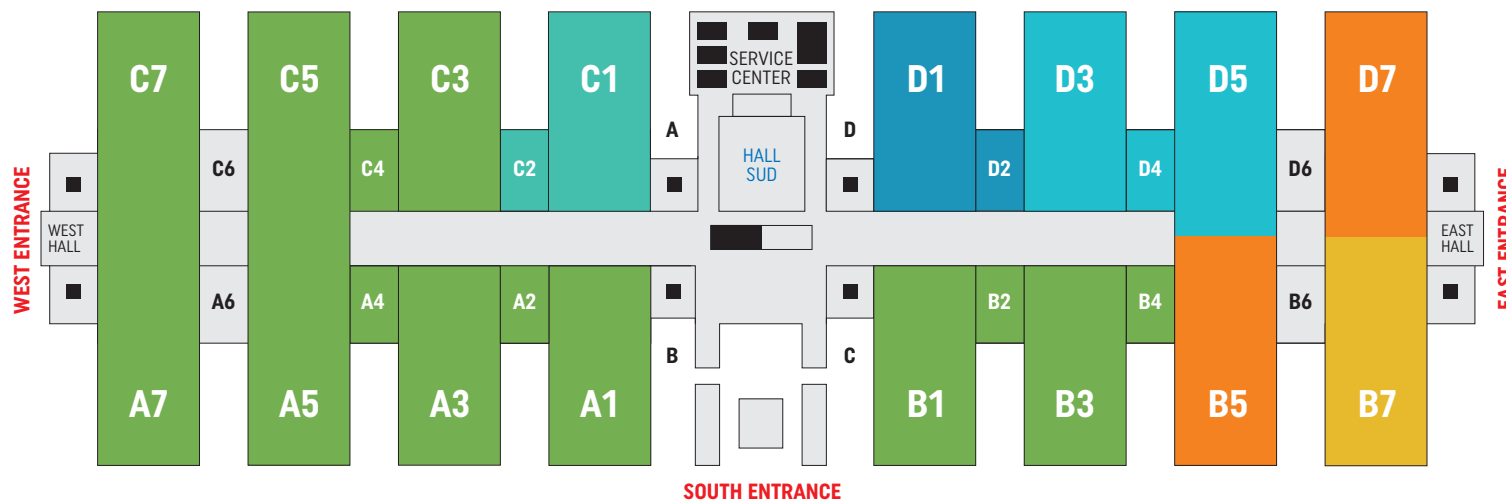 SERVICE
CENTER
C7
C5
C3
C1
D1
D3
D5
D7
A
D
HALL
SUD
C6
C4
C2
D2
D4
D6
WEST ENTRANCE
WEST
HALL
EAST
HALL
EAST ENTRANCE
A6
A4
A2
B2
B4
B6
B
C
A7
A5
A3
A1
B1
B3
B5
B7
SOUTH ENTRANCE